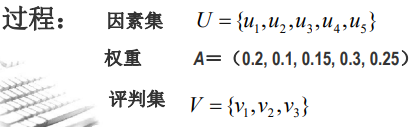 过程: 因素集 U = {u₁,u₂,u₃,u₄,u₅}
权重 A=（0.2, 0.1, 0.15, 0.3, 0.25）
评判集 V = {v₁,v₂,v₃}